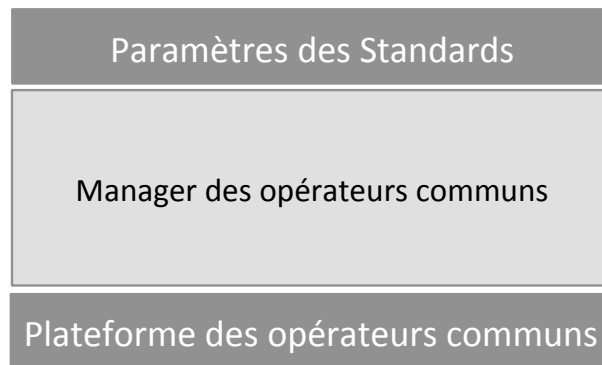 Paramètres des Standards
Manager des opérateurs communs
Plateforme des opérateurs communs